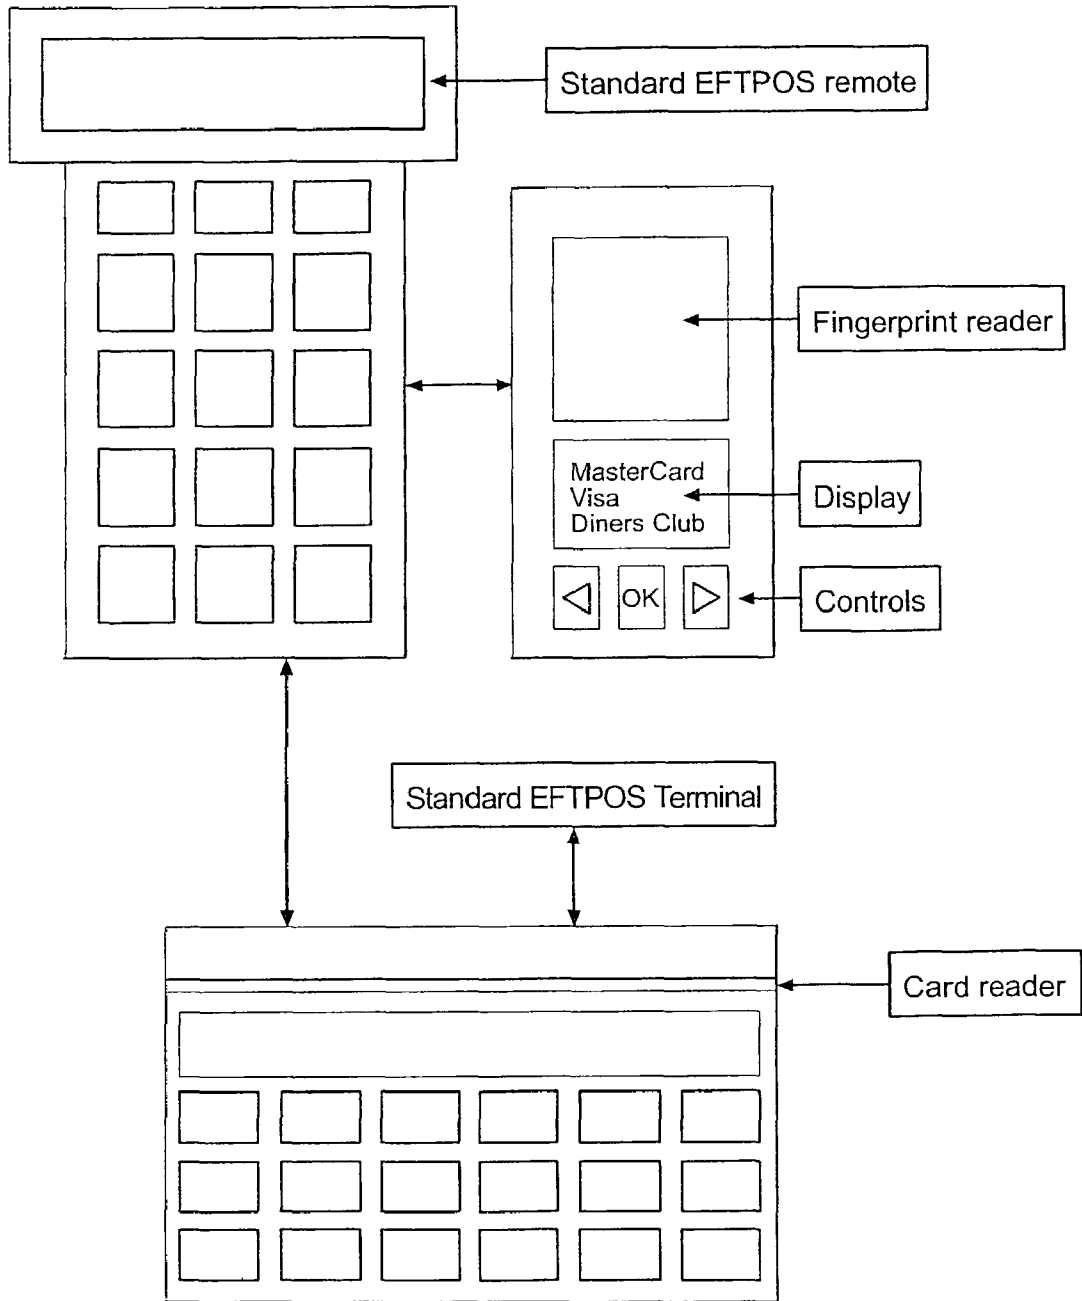 Standard EFTPOS remote
Fingerprint reader
MasterCard
Visa
Diners Club
Display
OK
Controls
Standard EFTPOS Terminal
Card reader